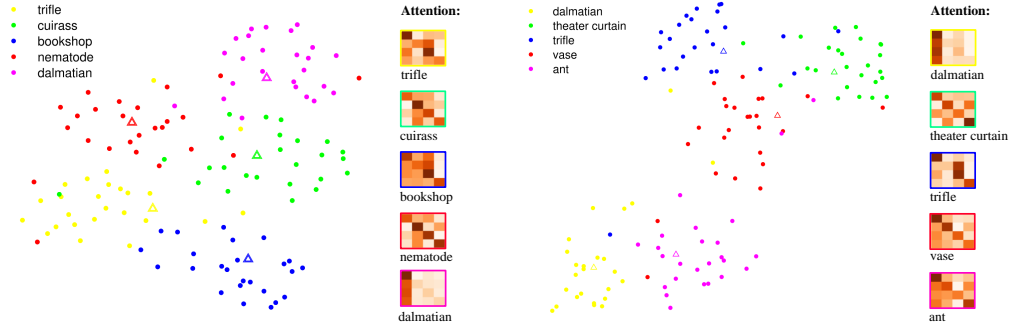 trifle
cuirass
bookshop
nematode
dalmatian
Attention:
trifle
cuirass
bookshop
nematode
dalmatian
dalmatian
theater curtain
trifle
vase
ant
Attention:
dalmatian
theater curtain
trifle
vase
ant